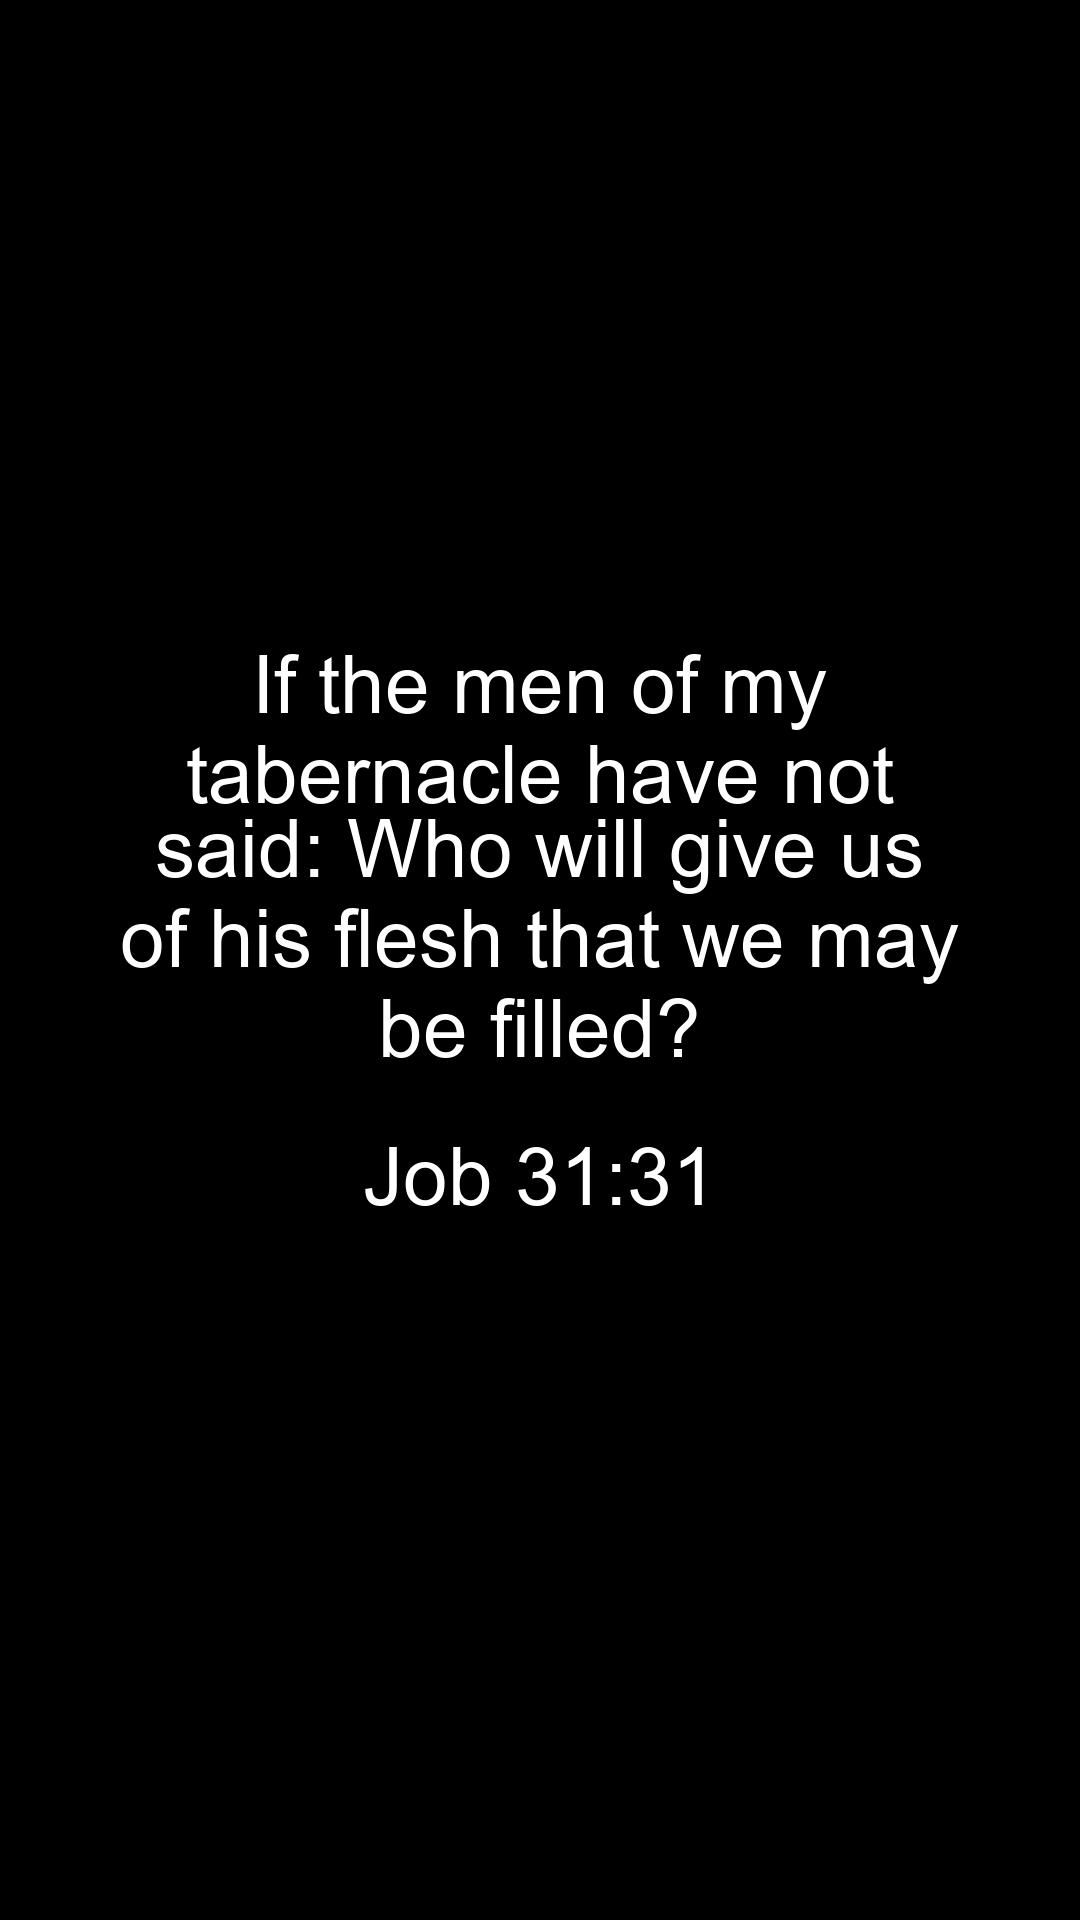 If the men of my
tabernacle have not
said: Who will give us
of his flesh that we may
be filled?
Job 31:31